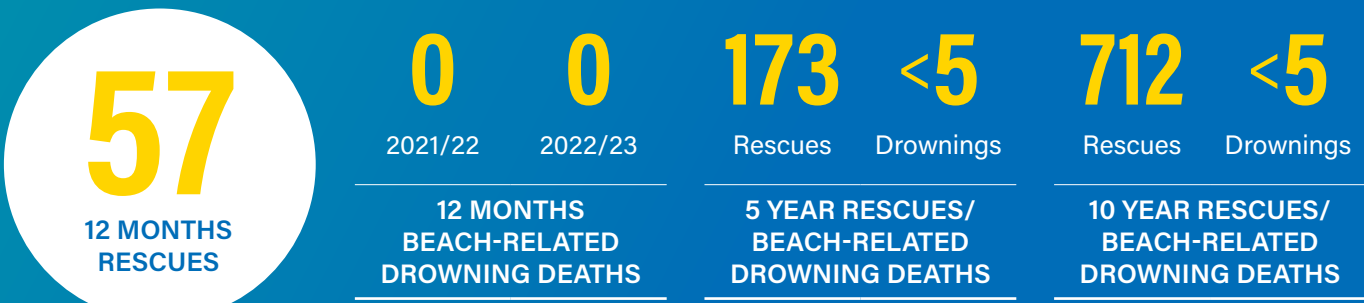 57
12 MONTHS
RESCUES
0 0
2021/22 2022/23
12 MONTHS
BEACH-RELATED
DROWNING DEATHS
173 <5
Rescues Drownings
5 YEAR RESCUES/
BEACH-RELATED
DROWNING DEATHS
712 <5
Rescues Drownings
10 YEAR RESCUES/
BEACH-RELATED
DROWNING DEATHS